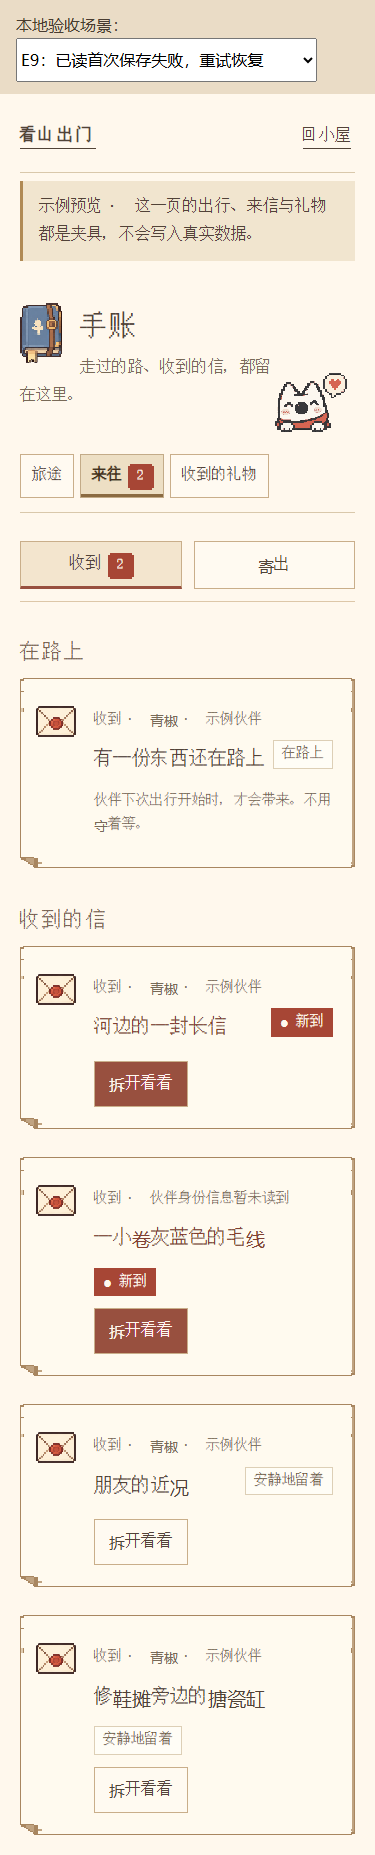 本地验收场景：
E9：已读首次保存失败，重试恢复
看山出门
回小屋
示例预览 · 这一页的出行、来信与礼物
都是夹具，不会写入真实数据。
手账
走过的路、收到的信，都留
在这里。
旅途
来往 2
收到的礼物
收到 2
寄出
在路上
收到 · 青椒 · 示例伙伴
有一份东西还在路上
在路上
伙伴下次出行开始时，才会带来。不用
守着等。
收到的信
收到 · 青椒 · 示例伙伴
河边的一封长信
新到
拆开看看
收到 · 伙伴身份信息暂未读到
一小卷灰蓝色的毛线
新到
拆开看看
收到 · 青椒 · 示例伙伴
朋友的近况
安静地留着
拆开看看
收到 · 青椒 · 示例伙伴
修鞋摊旁边的搪瓷缸
安静地留着
拆开看看